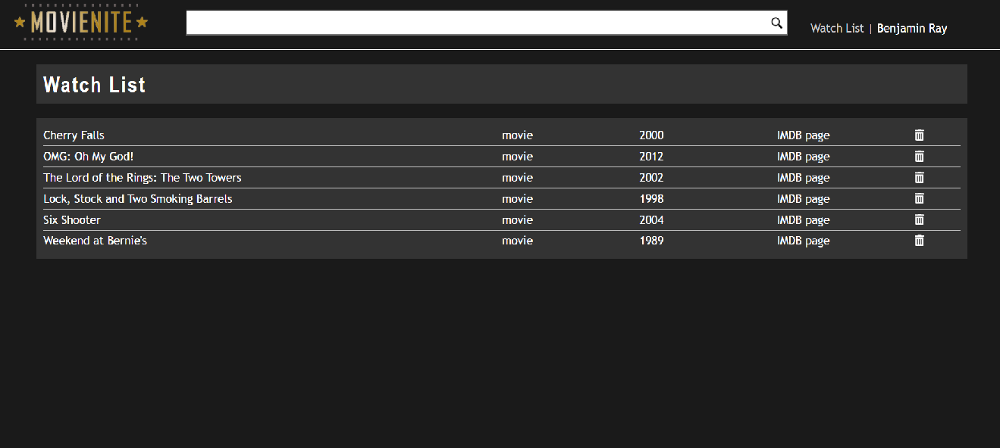 MOVIENITE
Watch List | Benjamin Ray
Watch List
Cherry Falls movie 2000 IMDB page
OMG: Oh My God! movie 2012 IMDB page
The Lord of the Rings: The Two Towers movie 2002 IMDB page
Lock, Stock and Two Smoking Barrels movie 1998 IMDB page
Six Shooter movie 2004 IMDB page
Weekend at Bernie's movie 1989 IMDB page